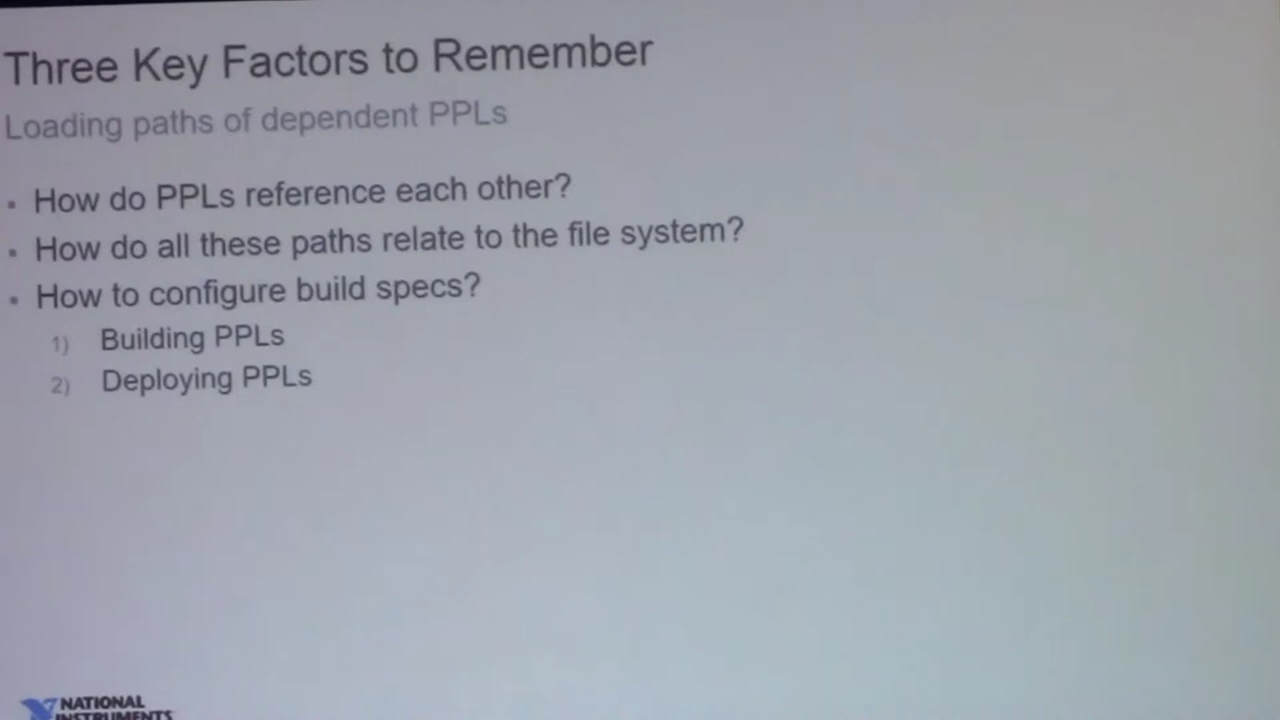 Three Key Factors to Remember
Loading paths of dependent PPLs
• How do PPLs reference each other?
• How do all these paths relate to the file system?
• How to configure build specs?
1) Building PPLs
2) Deploying PPLs
NATIONAL
INSTRUMENTS